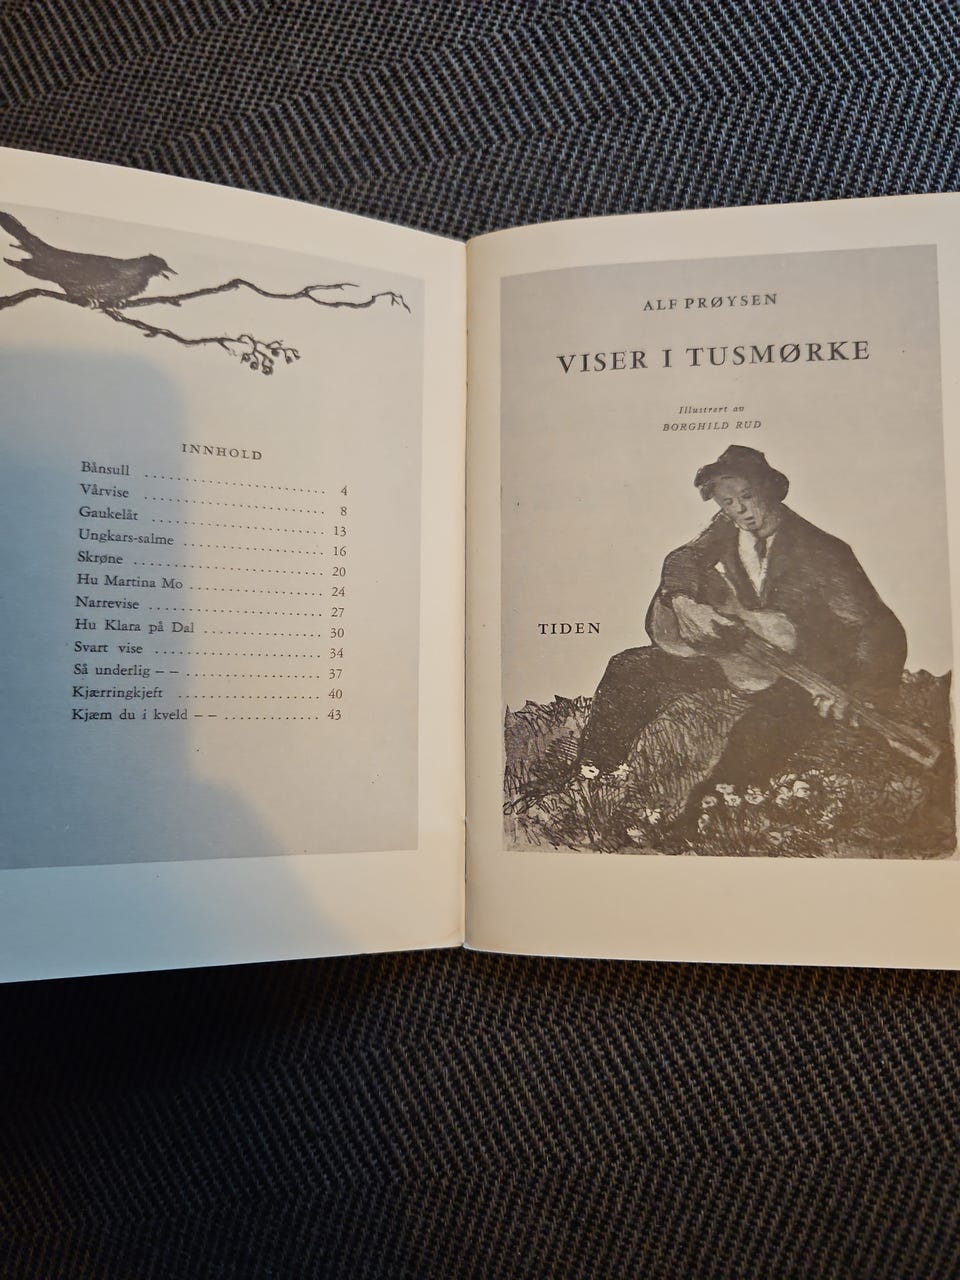 INNHOLD
Bånsull .......................... 4
Vårvise .......................... 8
Gaukelåt ......................... 13
Ungkars-salme .................... 16
Skrøne ........................... 20
Hu Martina Mo .................... 24
Narrevise ........................ 27
Hu Klara på Dal .................. 30
Svart vise ....................... 34
Så underlig – – .................. 37
Kjærringkjeft .................... 40
Kjæm du i kveld – – .............. 43
ALF PRØYSEN
VISER I TUSMØRKE
Illustrert av
BORGHILD RUD
TIDEN